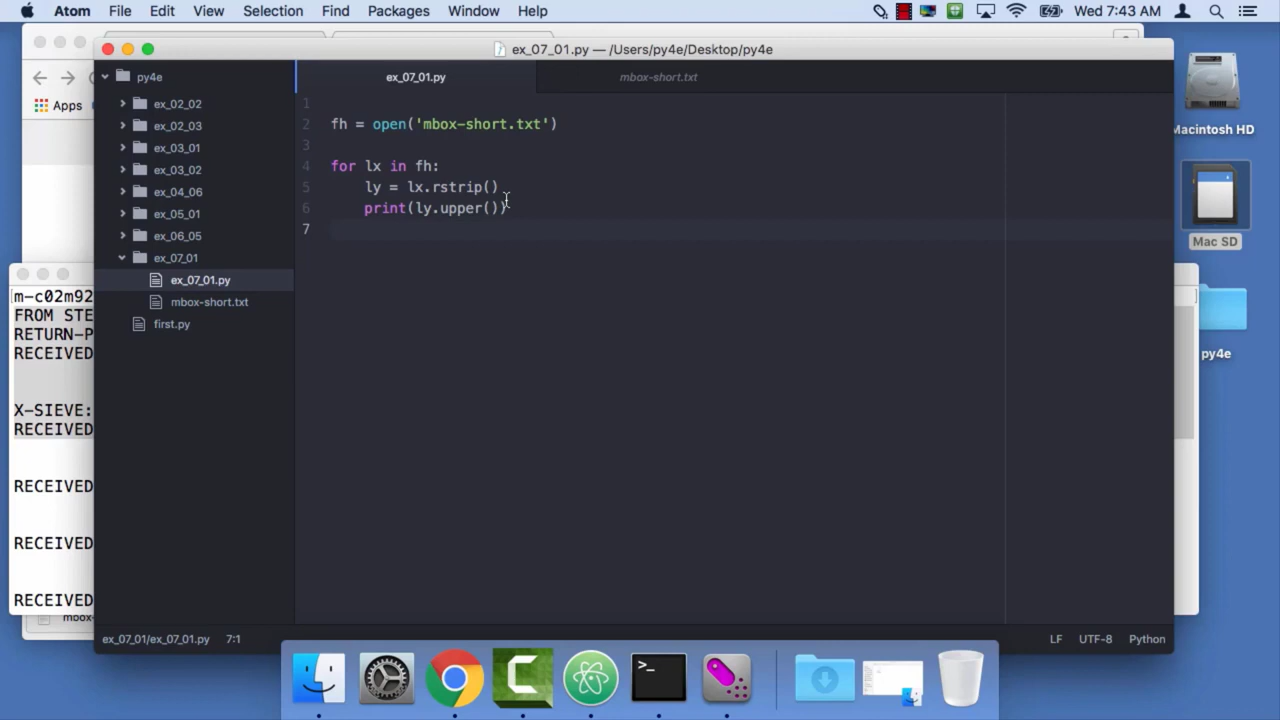 Atom File Edit View Selection Find Packages Window Help Wed 7:43 AM
ex_07_01.py — /Users/py4e/Desktop/py4e
Apps
py4e
ex_02_02
ex_02_03
ex_03_01
ex_03_02
ex_04_06
ex_05_01
ex_06_05
ex_07_01
ex_07_01.py
mbox-short.txt
first.py
ex_07_01.py mbox-short.txt
1
2 fh = open('mbox-short.txt')
3
4 for lx in fh:
5 ly = lx.rstrip()
6 print(ly.upper())
7
m-c02m92
FROM STE
RETURN-P
RECEIVED
X-SIEVE:
RECEIVED
RECEIVED
RECEIVED
RECEIVED
mbox-
ex_07_01/ex_07_01.py 7:1 LF UTF-8 Python
Macintosh HD
Mac SD
py4e